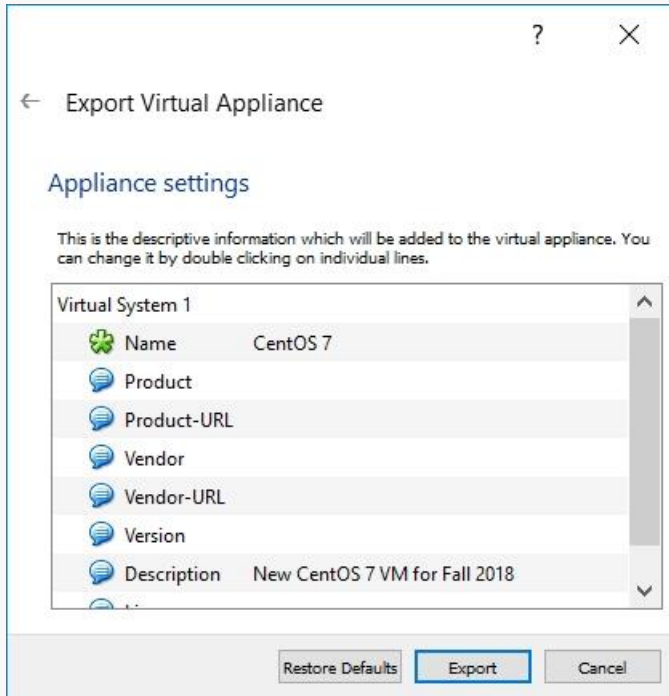 ?
Export Virtual Appliance
Appliance settings
This is the descriptive information which will be added to the virtual appliance. You
can change it by double clicking on individual lines.
Virtual System 1
Name CentOS 7
Product
Product-URL
Vendor
Vendor-URL
Version
Description New CentOS 7 VM for Fall 2018
Restore Defaults Export Cancel